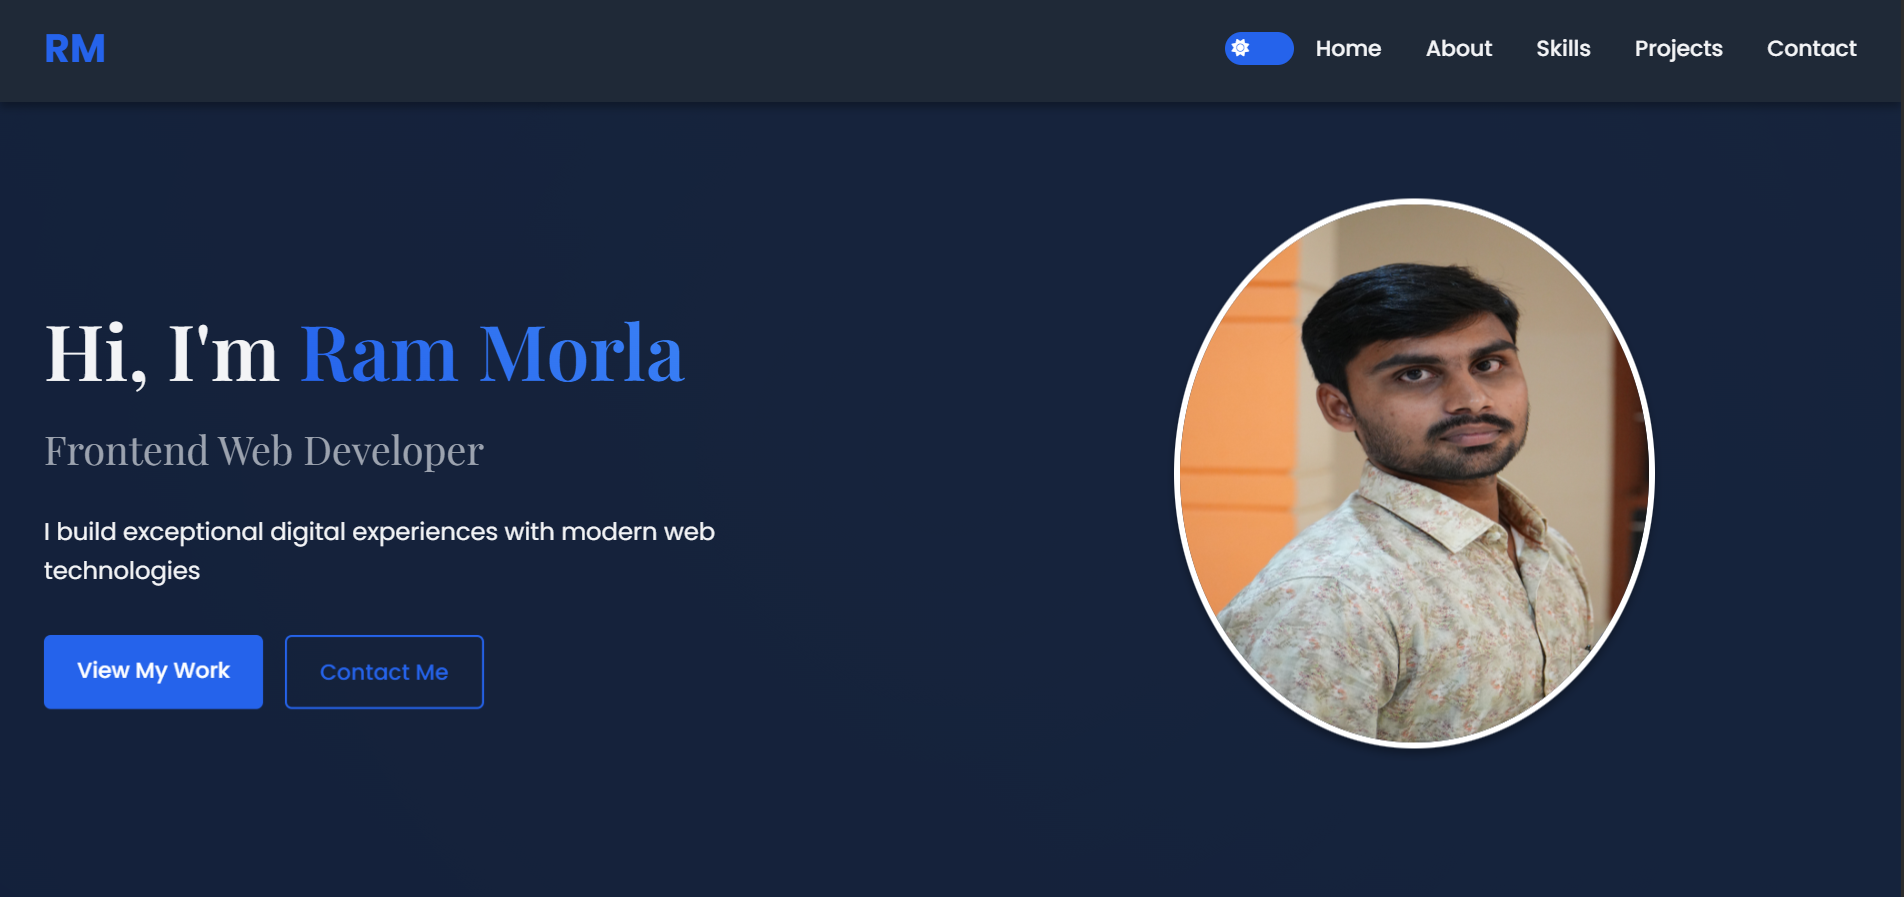 RM
Home About Skills Projects Contact
Hi, I'm Ram Morla
Frontend Web Developer
I build exceptional digital experiences with modern web
technologies
View My Work
Contact Me